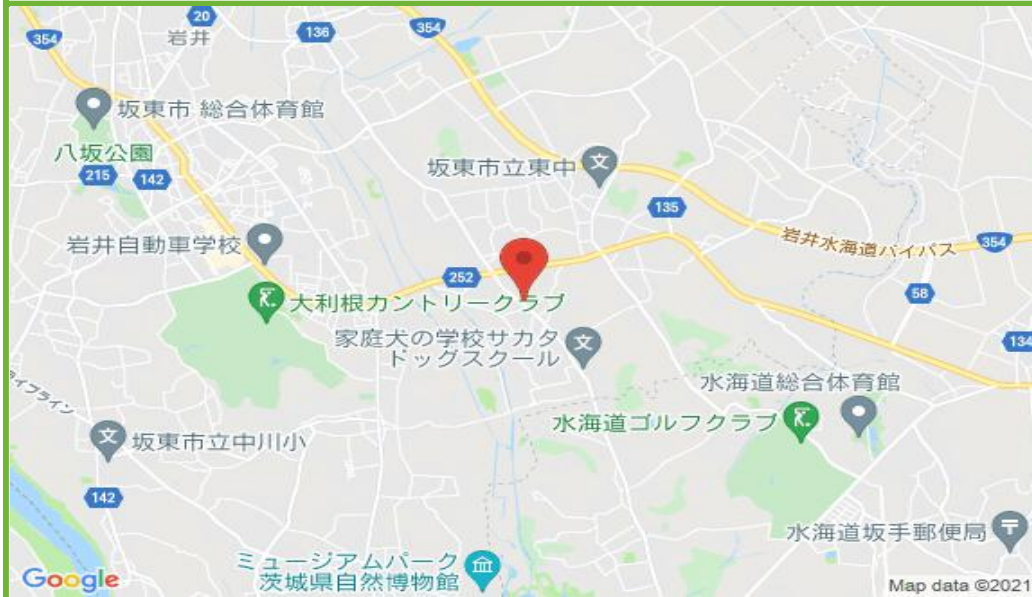 20
岩井
136
354
354
坂東市 総合体育館
八坂公園
215
142
坂東市立東中
135
岩井自動車学校
岩井水海道バイパス
354
252
58
大利根カントリークラブ
家庭犬の学校サカタ
ドッグスクール
134
水海道総合体育館
水海道ゴルフクラブ
坂東市立中川小
142
水海道坂手郵便局
ミュージアムパーク
茨城県自然博物館
Google
Map data ©2021